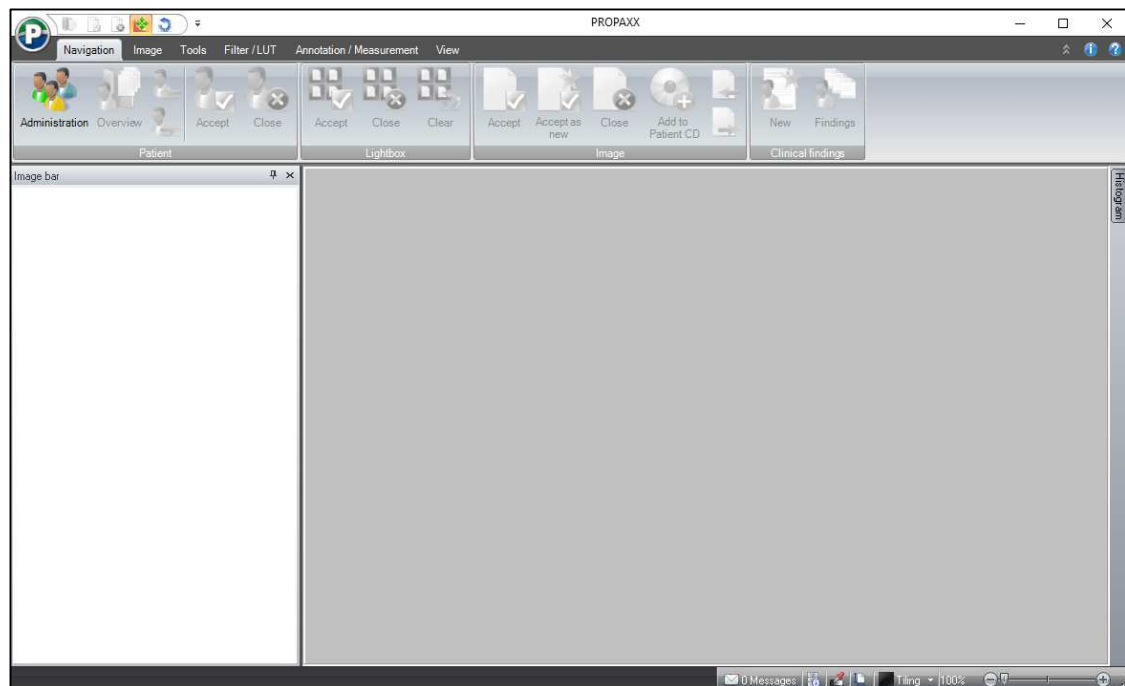 PROPAXX
P
Navigation Image Tools Filter / LUT Annotation / Measurement View
Administration Overview Accept Close Accept Close Clear Accept Accept as new Close Add to Patient CD New Findings
Patient Lightbox Image Clinical findings
Image bar
Histogram
0 Messages Tiling 100%